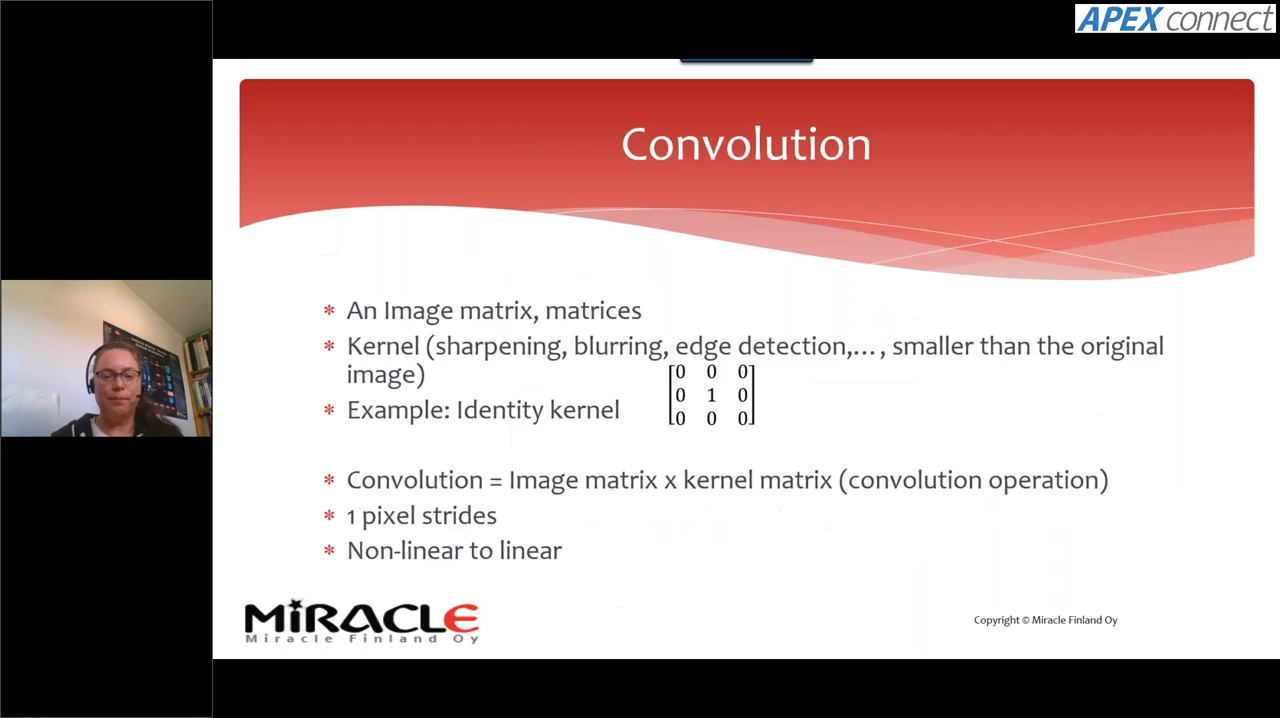 APEX connect
Convolution
* An Image matrix, matrices
* Kernel (sharpening, blurring, edge detection,… , smaller than the original
image)
0 0 0
0 1 0
0 0 0
* Example: Identity kernel
* Convolution = Image matrix x kernel matrix (convolution operation)
* 1 pixel strides
* Non-linear to linear
MiRACLE
Miracle Finland Oy
Copyright © Miracle Finland Oy